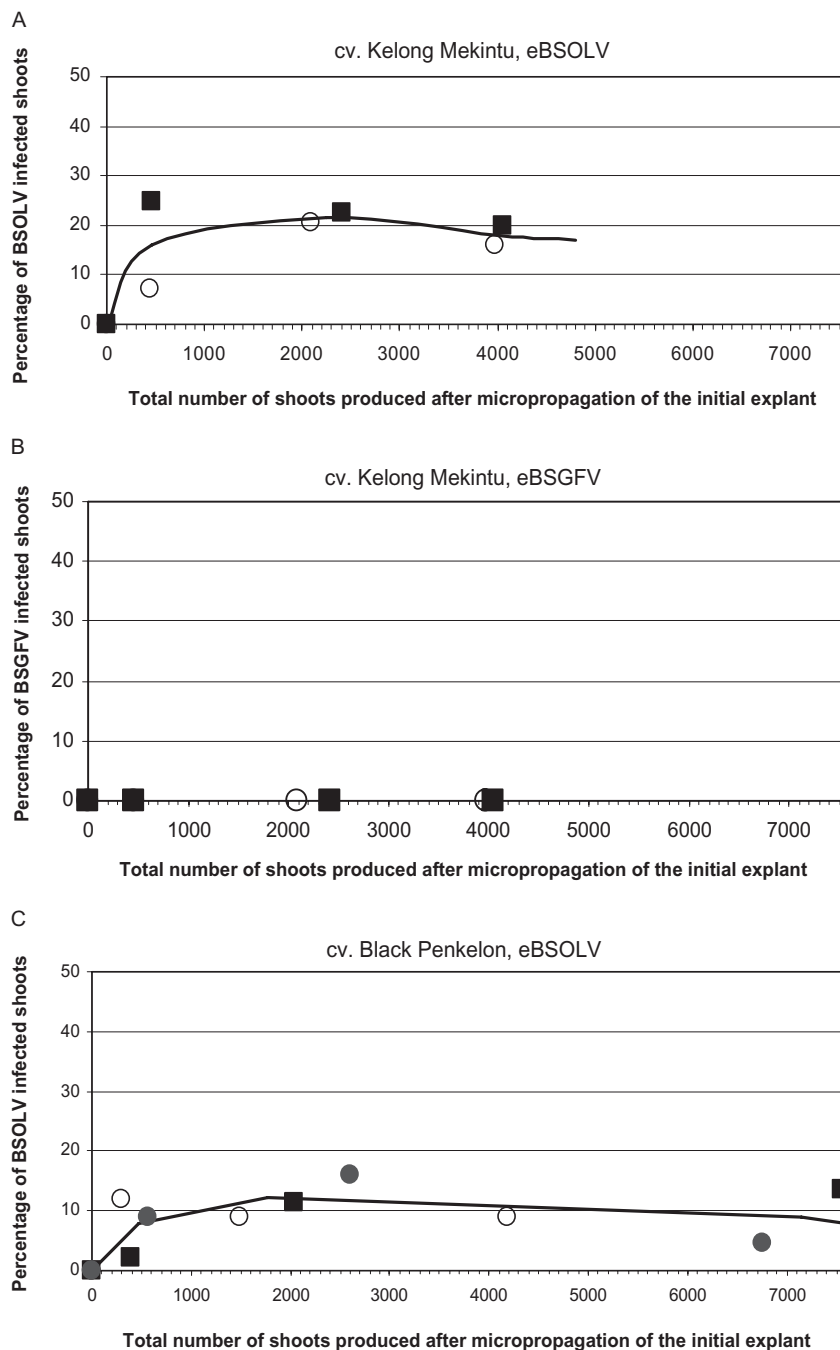 A
cv. Kelong Mekintu, eBSOLV
Percentage of BSOLV infected shoots
50
40
30
20
10
0
0 1000 2000 3000 4000 5000 6000 7000
Total number of shoots produced after micropropagation of the initial explant
B
cv. Kelong Mekintu, eBSGFV
Percentage of BSGFV infected shoots
50
40
30
20
10
0
0 1000 2000 3000 4000 5000 6000 7000
Total number of shoots produced after micropropagation of the initial explant
C
cv. Black Penkelon, eBSOLV
Percentage of BSOLV infected shoots
50
40
30
20
10
0
0 1000 2000 3000 4000 5000 6000 7000
Total number of shoots produced after micropropagation of the initial explant